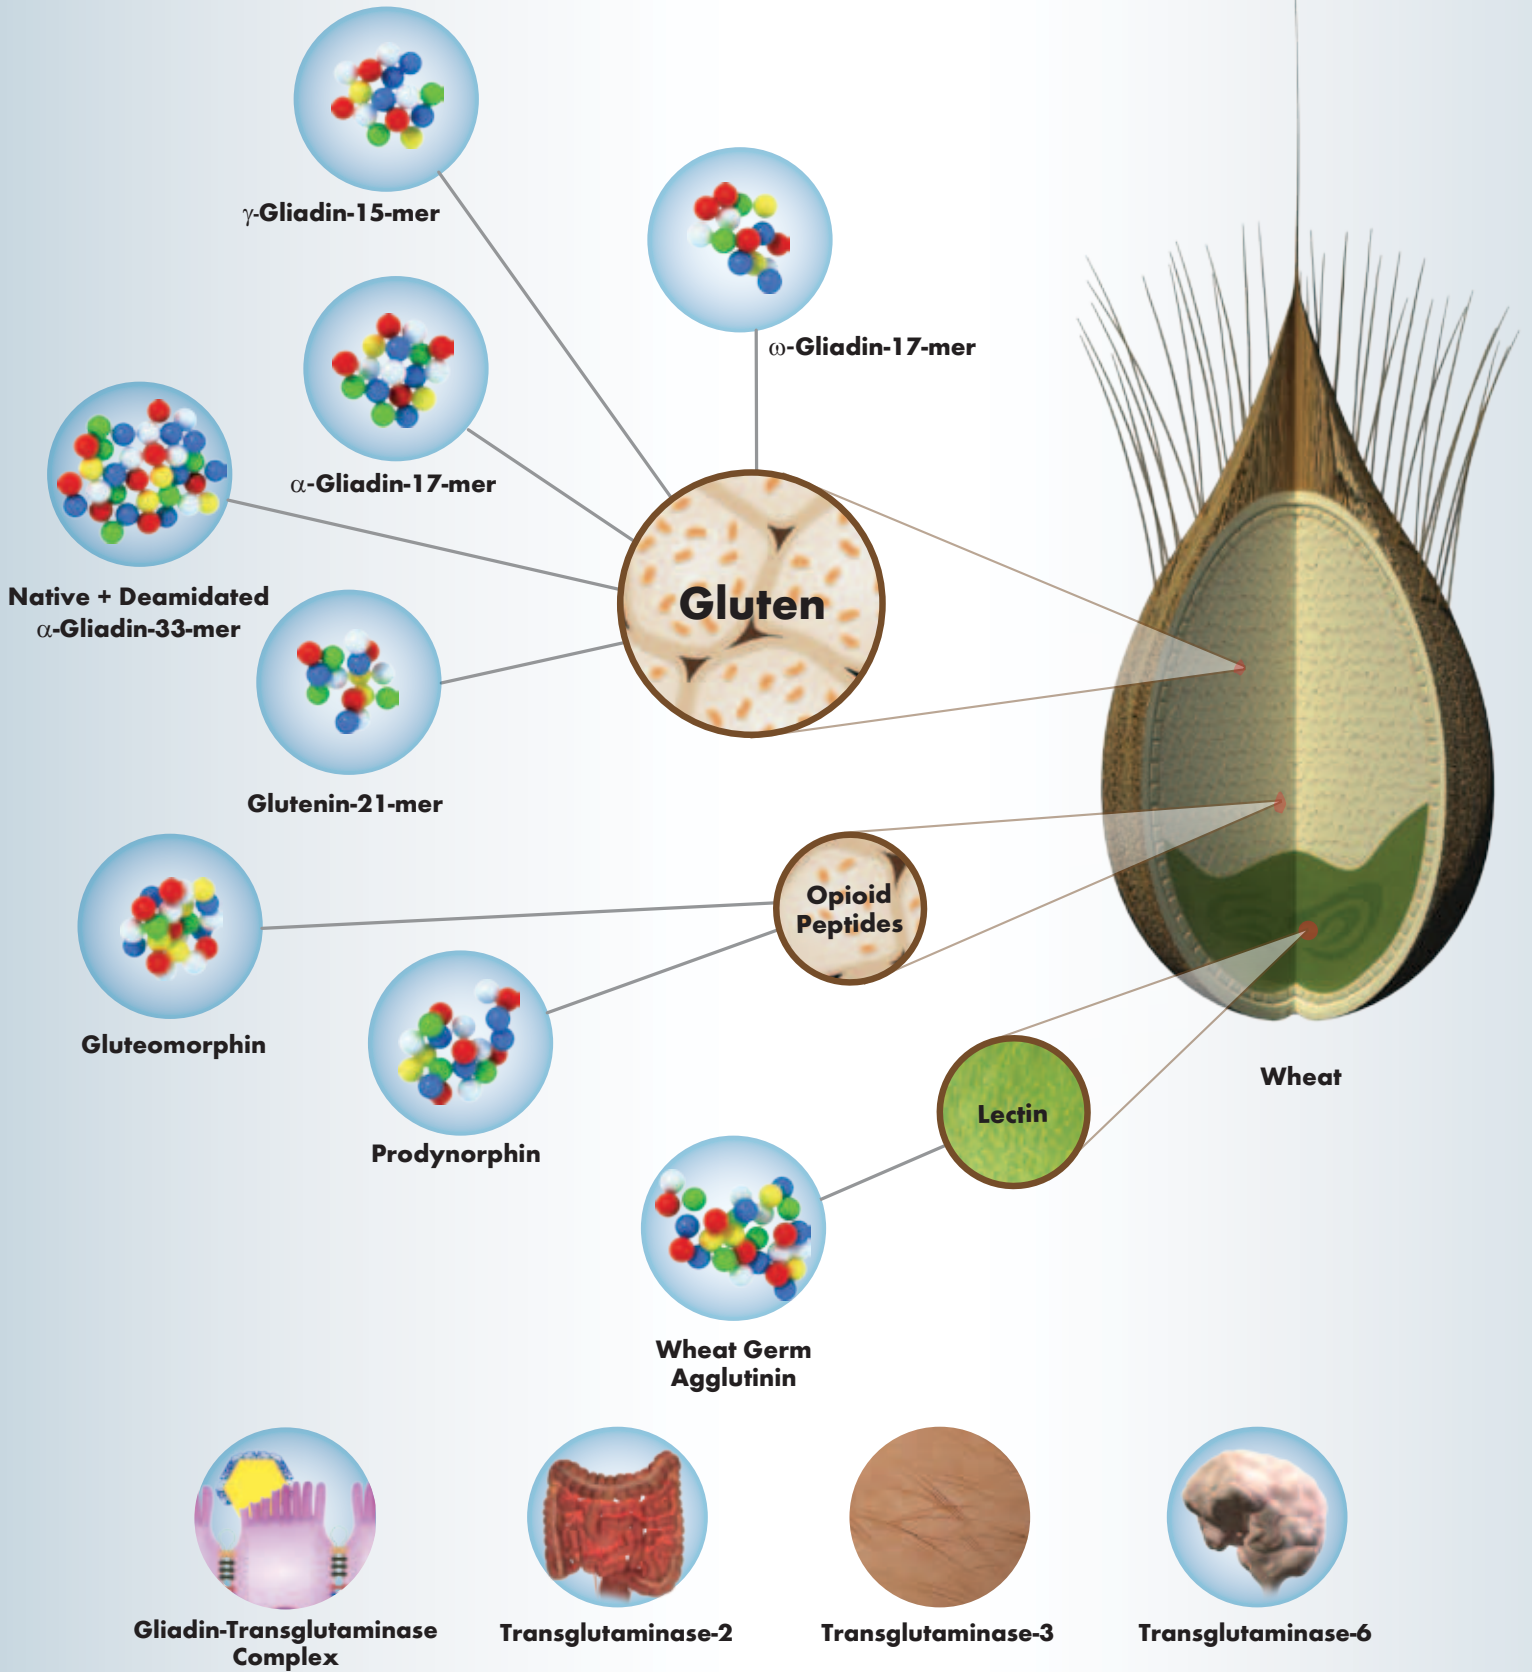 γ-Gliadin-15-mer
ω-Gliadin-17-mer
α-Gliadin-17-mer
Native + Deamidated
α-Gliadin-33-mer
Gluten
Glutenin-21-mer
Opioid
Peptides
Gluteomorphin
Prodynorphin
Lectin
Wheat
Wheat Germ
Agglutinin
Gliadin-Transglutaminase
Complex
Transglutaminase-2
Transglutaminase-3
Transglutaminase-6